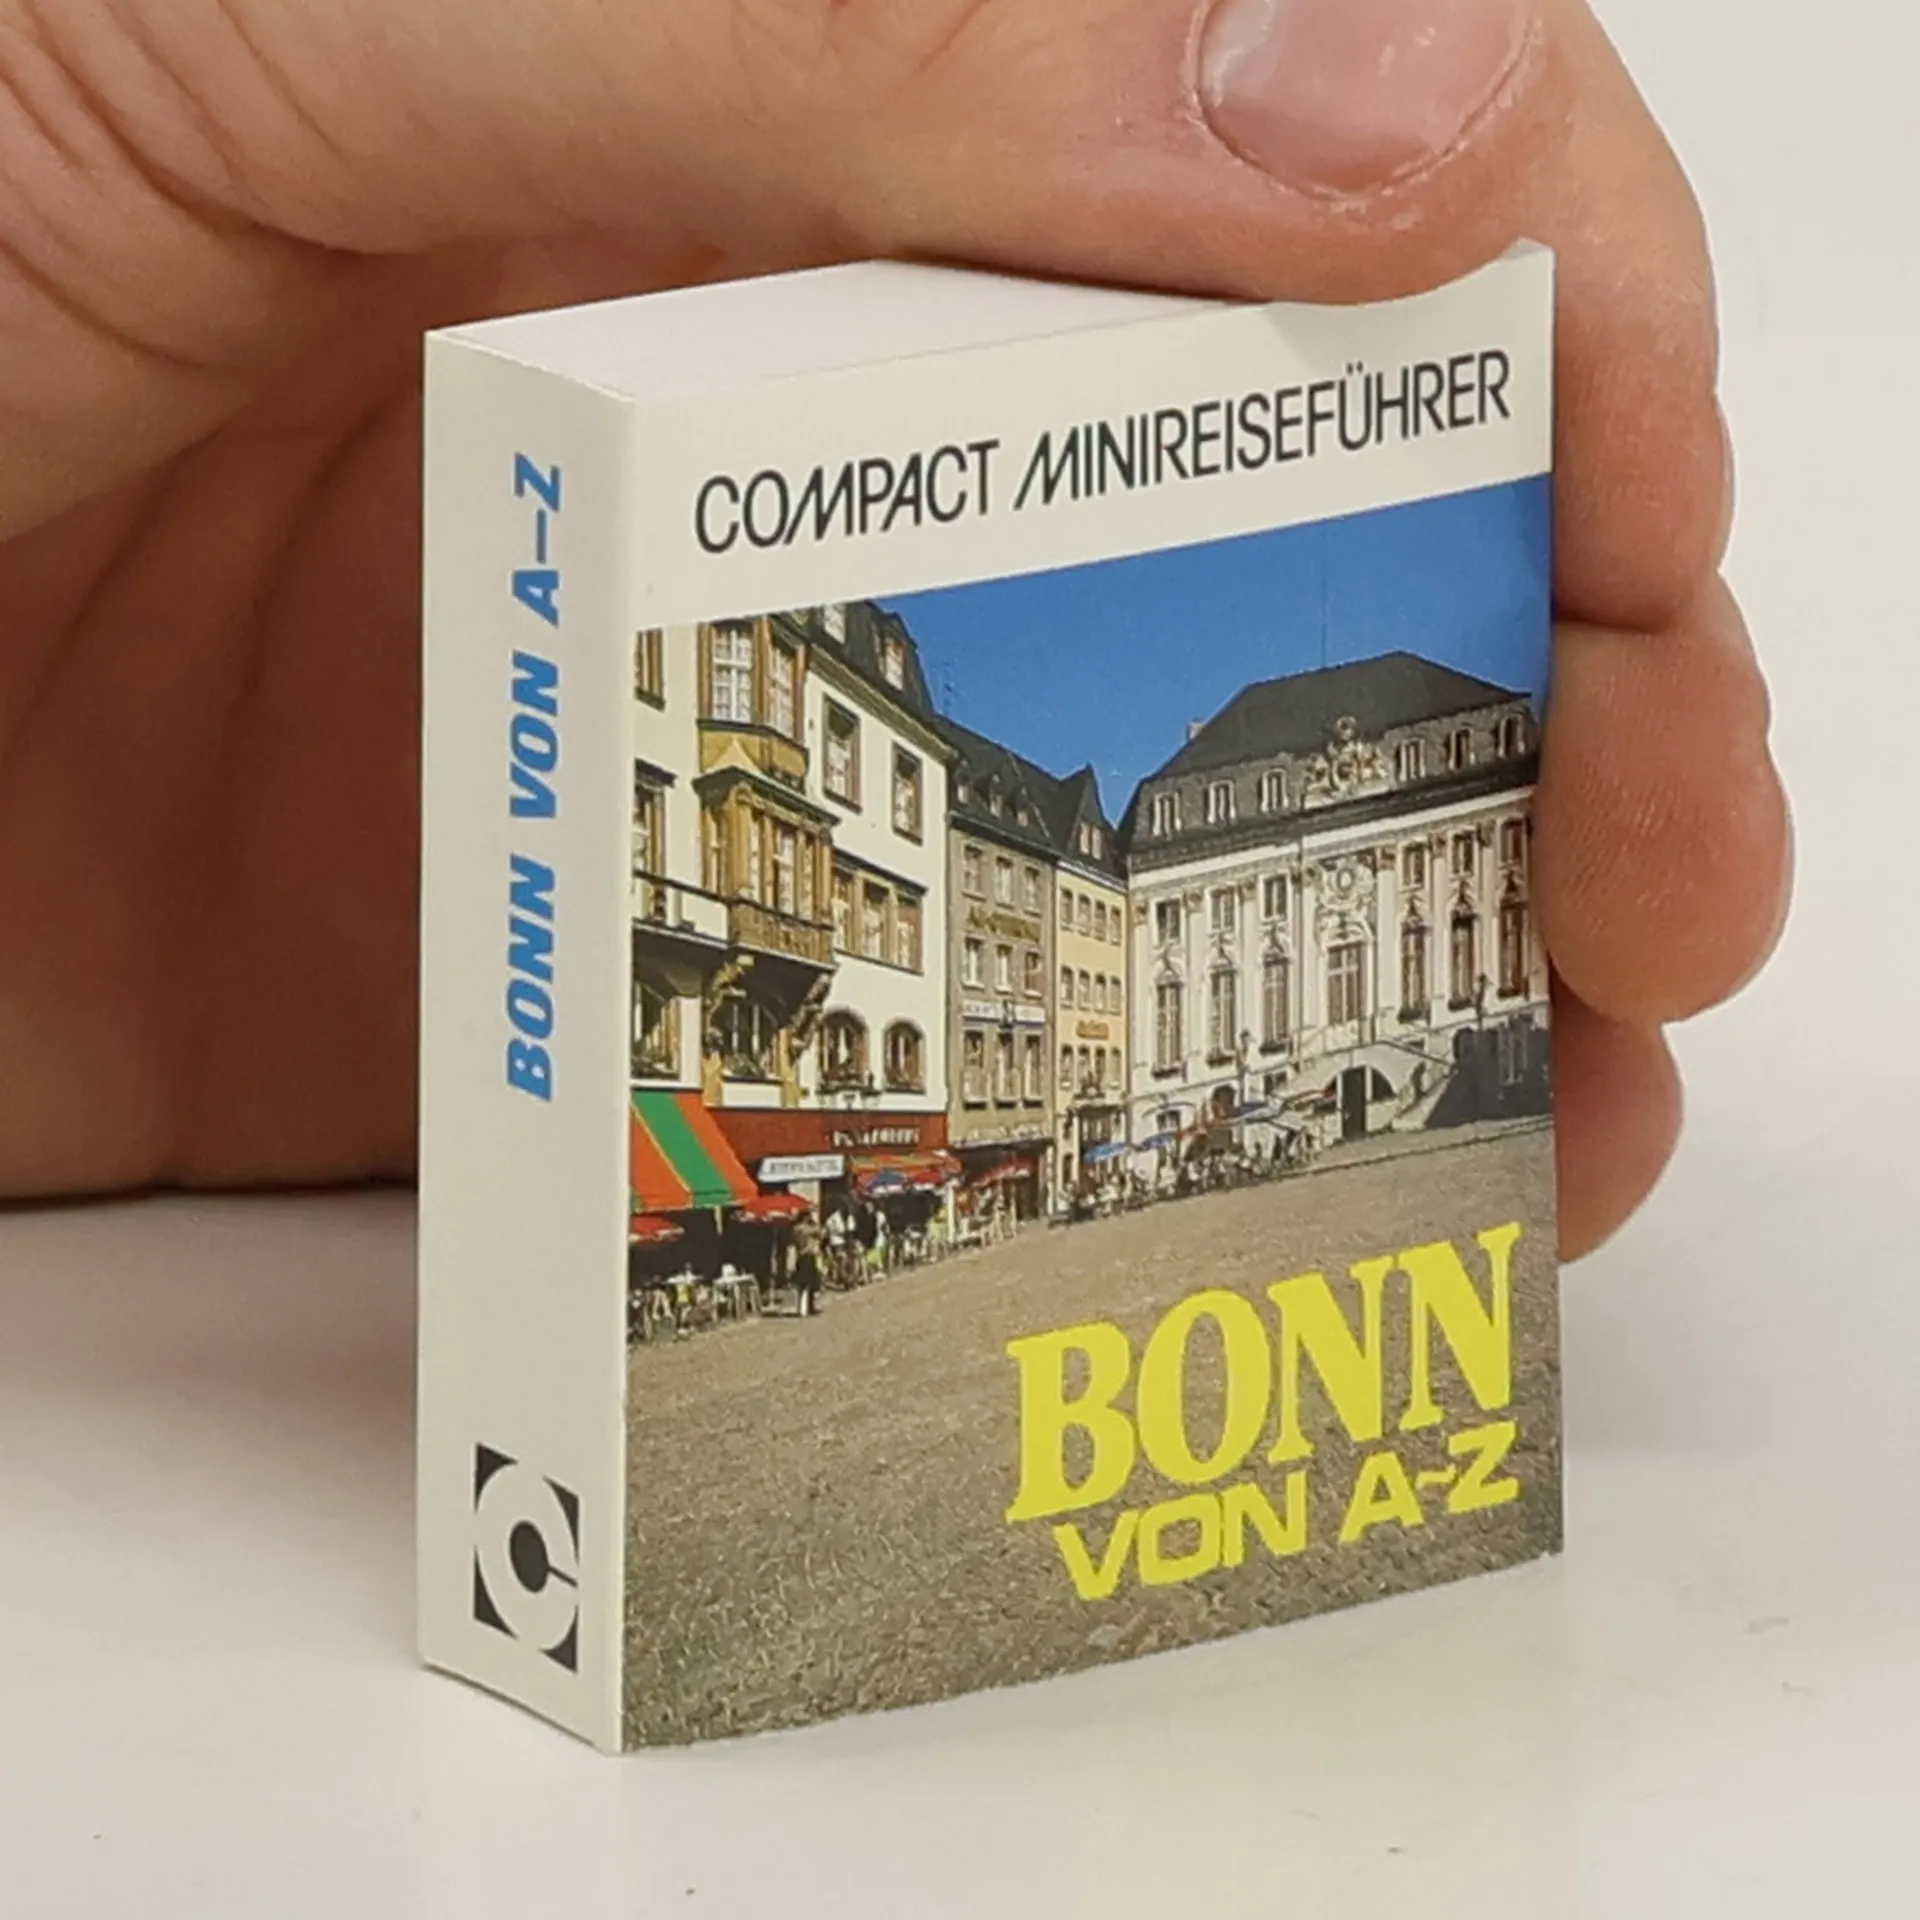 COMPACT MINIREISEFÜHRER
BONN
VON A-Z
BONN VON A-Z
C